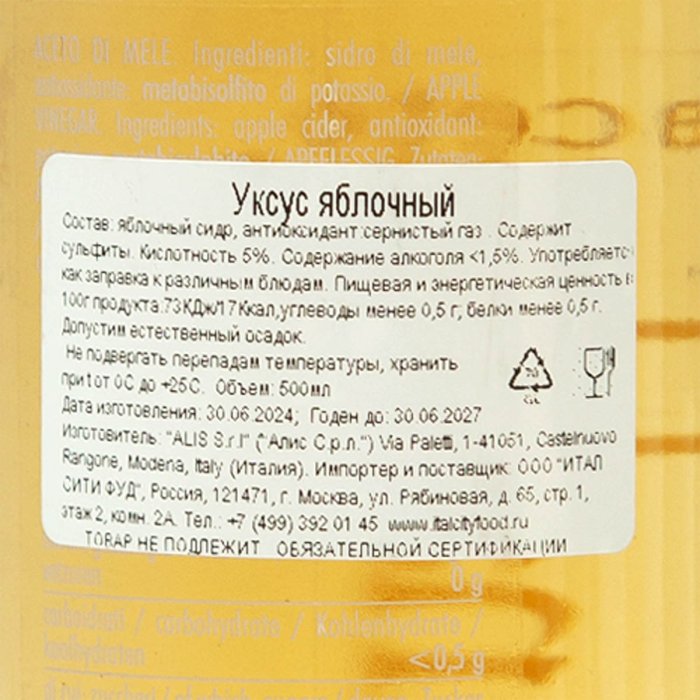 ACETO DI MELE. Ingredienti: sidro di mele,
antiossidante: metabisolfito di potassio. / APPLE
VINEGAR. Ingredients: apple cider, antioxidant:
/ APFELESSIG. Zutaten:
Уксус яблочный
Состав: яблочный сидр, антиоксидант:сернистый газ . Содержит
сульфиты. Кислотность 5%. Содержание алкоголя <1,5%. Употребляется
как заправка к различным блюдам. Пищевая и энергетическая ценность в
100г продукта:73КДж/17Ккал,углеводы менее 0,5 г; белки менее 0,5 г.
Допустим естественный осадок.
Не подвергать перепадам температуры, хранить
при t от 0С до +25С. Объем: 500мл
Дата изготовления: 30.06.2024; Годен до: 30.06.2027
Изготовитель: "ALIS S.r.l" ("Алис С.р.л.") Via Paletti, 1-41051, Castelnuovo
Rangone, Modena, Italy (Италия). Импортер и поставщик: ООО "ИТАЛ
СИТИ ФУД", Россия, 121471, г. Москва, ул. Рябиновая, д. 65, стр. 1,
этаж 2, комн. 2А. Тел.: +7 (499) 392 01 45 www.italcityfood.ru
ТОВАР НЕ ПОДЛЕЖИТ ОБЯЗАТЕЛЬНОЙ СЕРТИФИКАЦИИ
70
GL
0 g
carboidrati / carbohydrate / Kohlenhydrate /
koolhydraten
<0,5 g